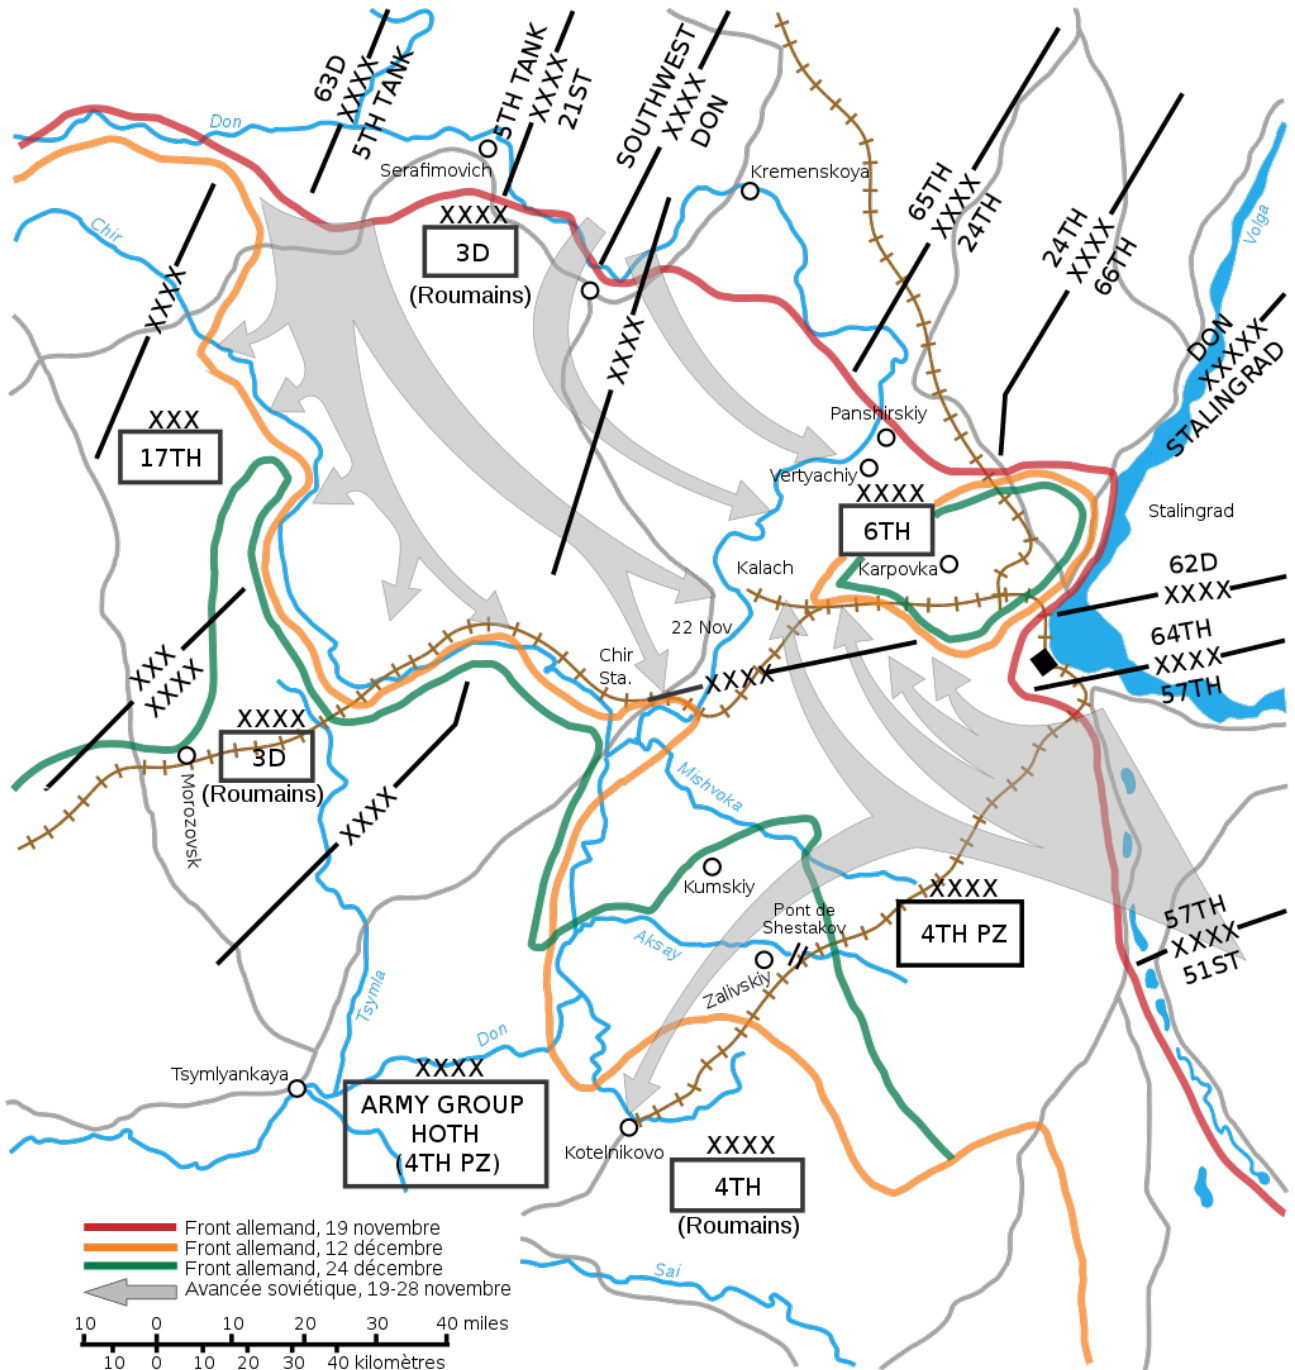 63D
XXXX
5TH TANK
5TH TANK
XXXX
21ST
SOUTHWEST
XXXX
DON
Don
Serafimovich
Kremenskoya
65TH
XXXX
24TH
24TH
XXXX
66TH
Volga
Chir
XXXX
XXXX
3D
(Roumains)
XXXX
DON
XXXXX
STALINGRAD
XXX
17TH
Panshirskiy
Vertyachiy
XXXX
6TH
Stalingrad
Kalach
Karpovka
62D
XXXX
22 Nov
64TH
XXXX
57TH
Chir
Sta.
XXXX
XXX
XXXX
XXXX
3D
(Roumains)
Morozovsk
XXXX
Mishvoka
Kumskiy
XXXX
4TH PZ
Pont de
Shestakov
57TH
XXXX
51ST
Aksay
Zalivskiy
Tsymla
Don
Tsymlyankaya
XXXX
ARMY GROUP
HOTH
(4TH PZ)
Kotelnikovo
XXXX
4TH
(Roumains)
Sai
Front allemand, 19 novembre
Front allemand, 12 décembre
Front allemand, 24 décembre
Avancée soviétique, 19-28 novembre
10 0 10 20 30 40 miles
10 0 10 20 30 40 kilomètres